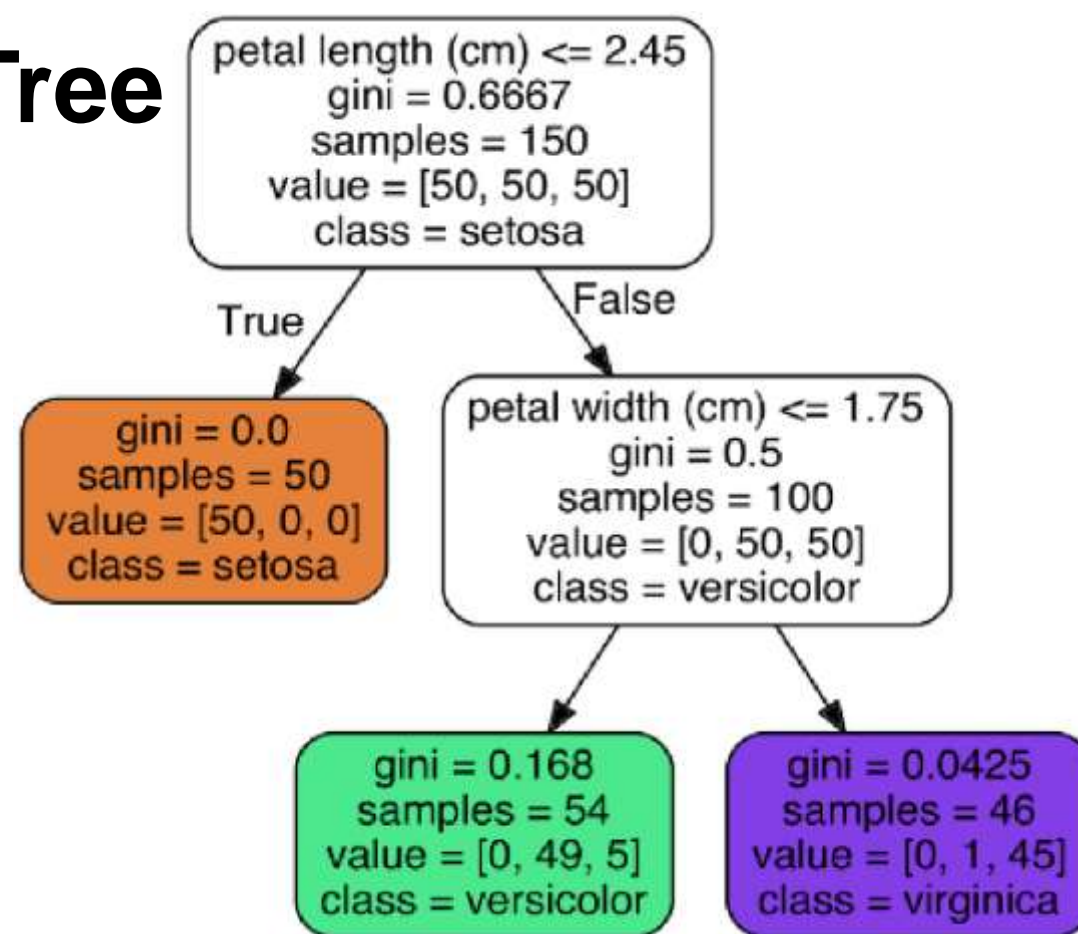 Tree
petal length (cm) <= 2.45
gini = 0.6667
samples = 150
value = [50, 50, 50]
class = setosa
True
False
gini = 0.0
samples = 50
value = [50, 0, 0]
class = setosa
petal width (cm) <= 1.75
gini = 0.5
samples = 100
value = [0, 50, 50]
class = versicolor
gini = 0.168
samples = 54
value = [0, 49, 5]
class = versicolor
gini = 0.0425
samples = 46
value = [0, 1, 45]
class = virginica